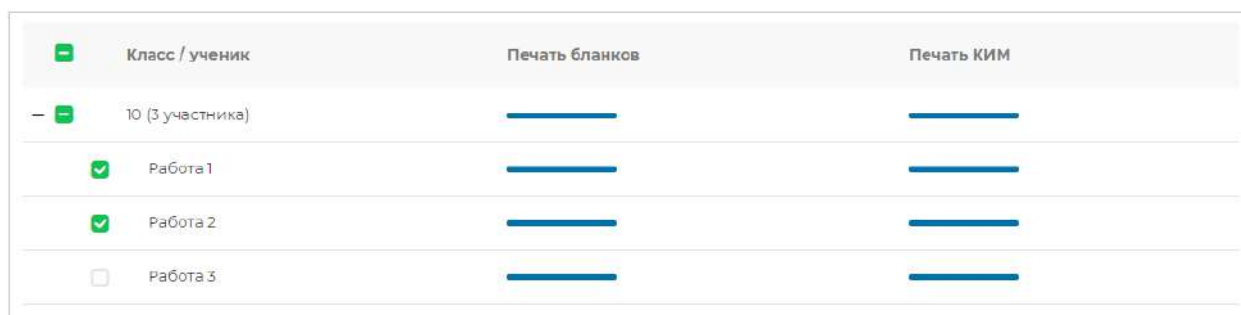 Класс / ученик Печать бланков Печать КИМ
10 (3 участника)
Работа 1
Работа 2
Работа 3